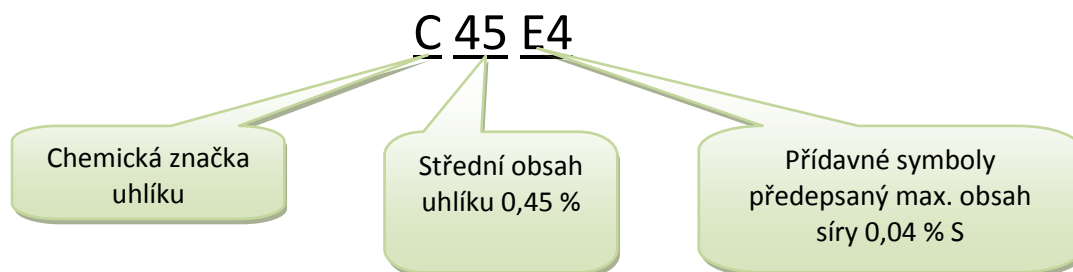 C 45 E4
Chemická značka
uhlíku
Střední obsah
uhlíku 0,45 %
Přídavné symboly
předepsaný max. obsah
síry 0,04 % S